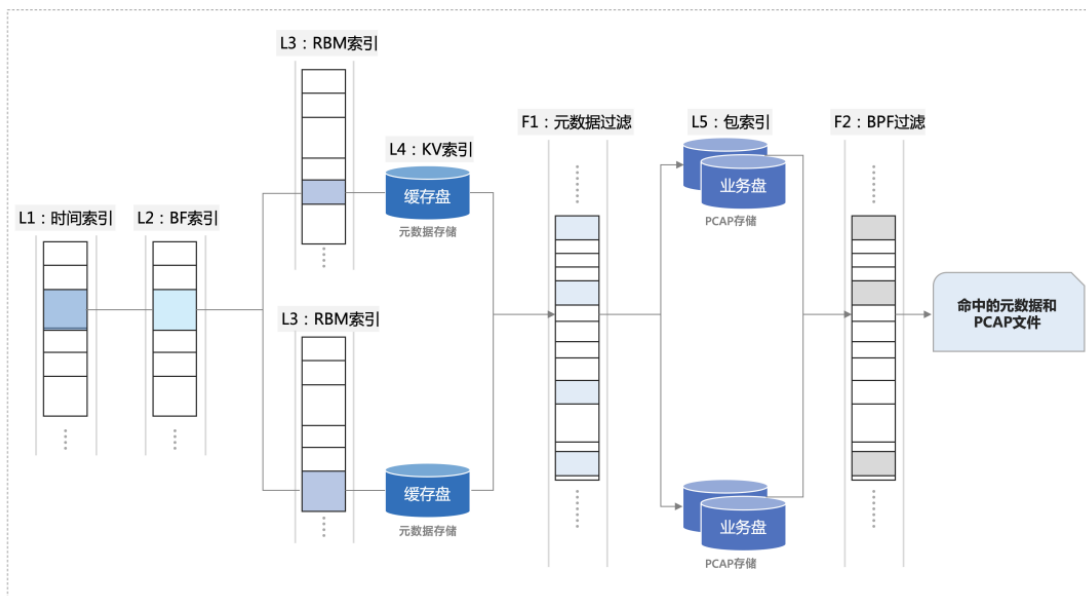 L1：时间索引
L2：BF索引
L3：RBM索引
L4：KV索引
缓存盘
元数据存储
L3：RBM索引
缓存盘
元数据存储
F1：元数据过滤
L5：包索引
业务盘
PCAP存储
业务盘
PCAP存储
F2：BPF过滤
命中的元数据和
PCAP文件